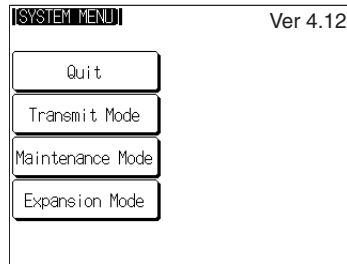 [SYSTEM MENU]
Ver 4.12
Quit
Transmit Mode
Maintenance Mode
Expansion Mode